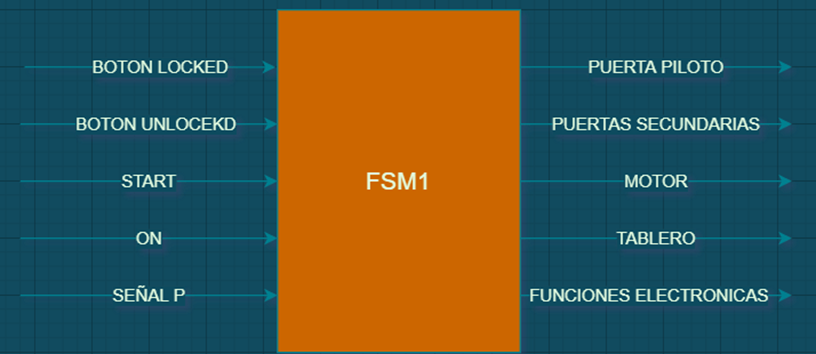 BOTON LOCKED
PUERTA PILOTO
BOTON UNLOCEKD
PUERTAS SECUNDARIAS
START
FSM1
MOTOR
ON
TABLERO
SEÑAL P
FUNCIONES ELECTRONICAS